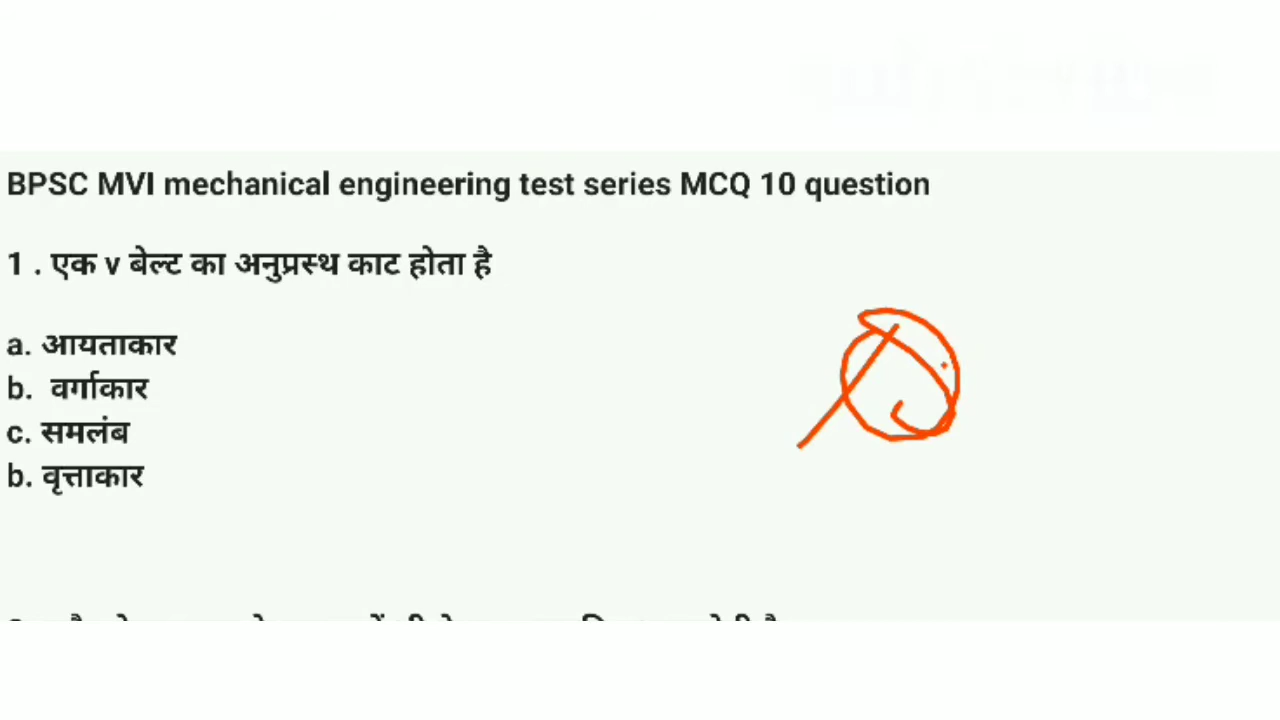 BPSC MVI mechanical engineering test series MCQ 10 question
1 . एक v बेल्ट का अनुप्रस्थ काट होता है
a. आयताकार
b. वर्गाकार
c. समलंब
b. वृत्ताकार